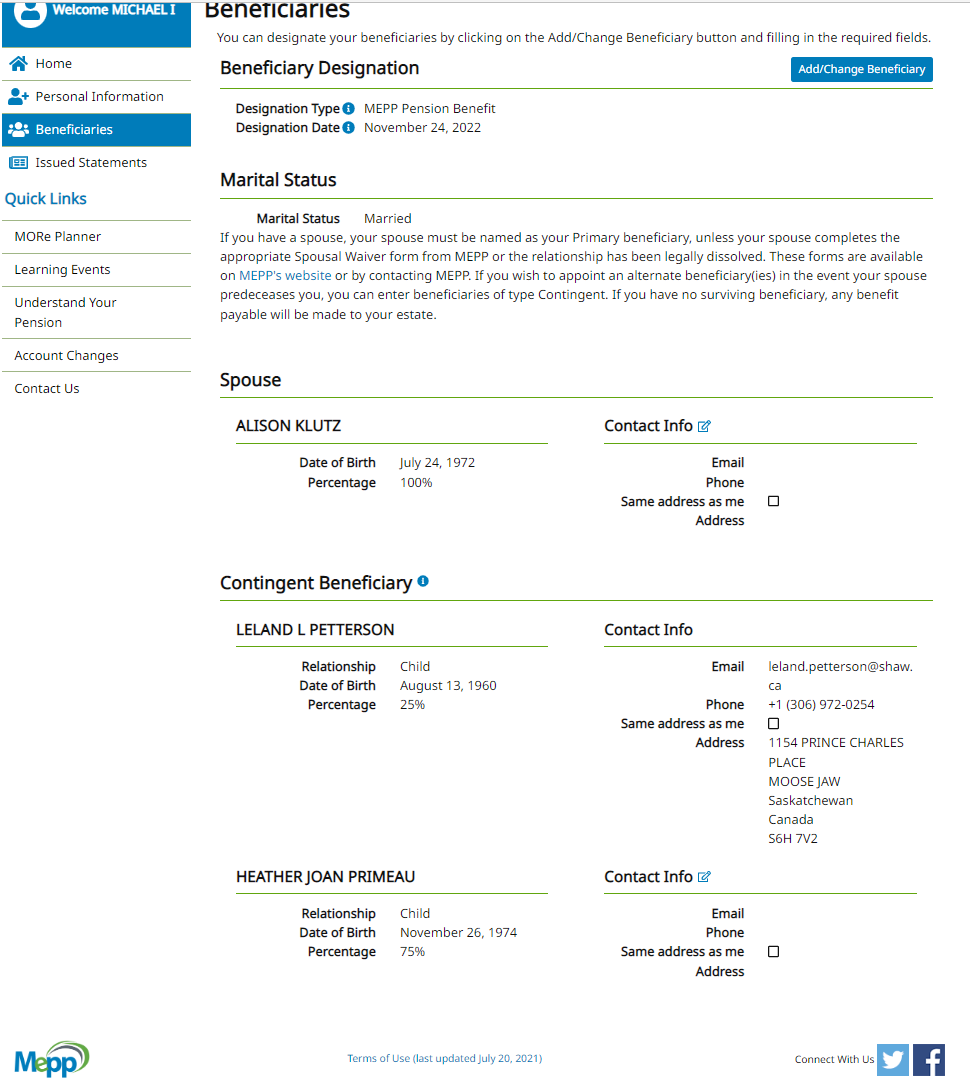 Welcome MICHAEL I
Home
Personal Information
Beneficiaries
Issued Statements
Quick Links
MORe Planner
Learning Events
Understand Your
Pension
Account Changes
Contact Us
Beneficiaries
You can designate your beneficiaries by clicking on the Add/Change Beneficiary button and filling in the required fields.
Beneficiary Designation
Add/Change Beneficiary
Designation Type MEPP Pension Benefit
Designation Date November 24, 2022
Marital Status
Marital Status Married
If you have a spouse, your spouse must be named as your Primary beneficiary, unless your spouse completes the
appropriate Spousal Waiver form from MEPP or the relationship has been legally dissolved. These forms are available
on MEPP's website or by contacting MEPP. If you wish to appoint an alternate beneficiary(ies) in the event your spouse
predeceases you, you can enter beneficiaries of type Contingent. If you have no surviving beneficiary, any benefit
payable will be made to your estate.
Spouse
ALISON KLUTZ
Date of Birth July 24, 1972
Percentage 100%
Contact Info
Email
Phone
Same address as me
Address
Contingent Beneficiary
LELAND L PETTERSON
Relationship Child
Date of Birth August 13, 1960
Percentage 25%
Contact Info
Email leland.petterson@shaw.
ca
Phone +1 (306) 972-0254
Same address as me
Address 1154 PRINCE CHARLES
PLACE
MOOSE JAW
Saskatchewan
Canada
S6H 7V2
HEATHER JOAN PRIMEAU
Relationship Child
Date of Birth November 26, 1974
Percentage 75%
Contact Info
Email
Phone
Same address as me
Address
Mepp
Terms of Use (last updated July 20, 2021)
Connect With Us